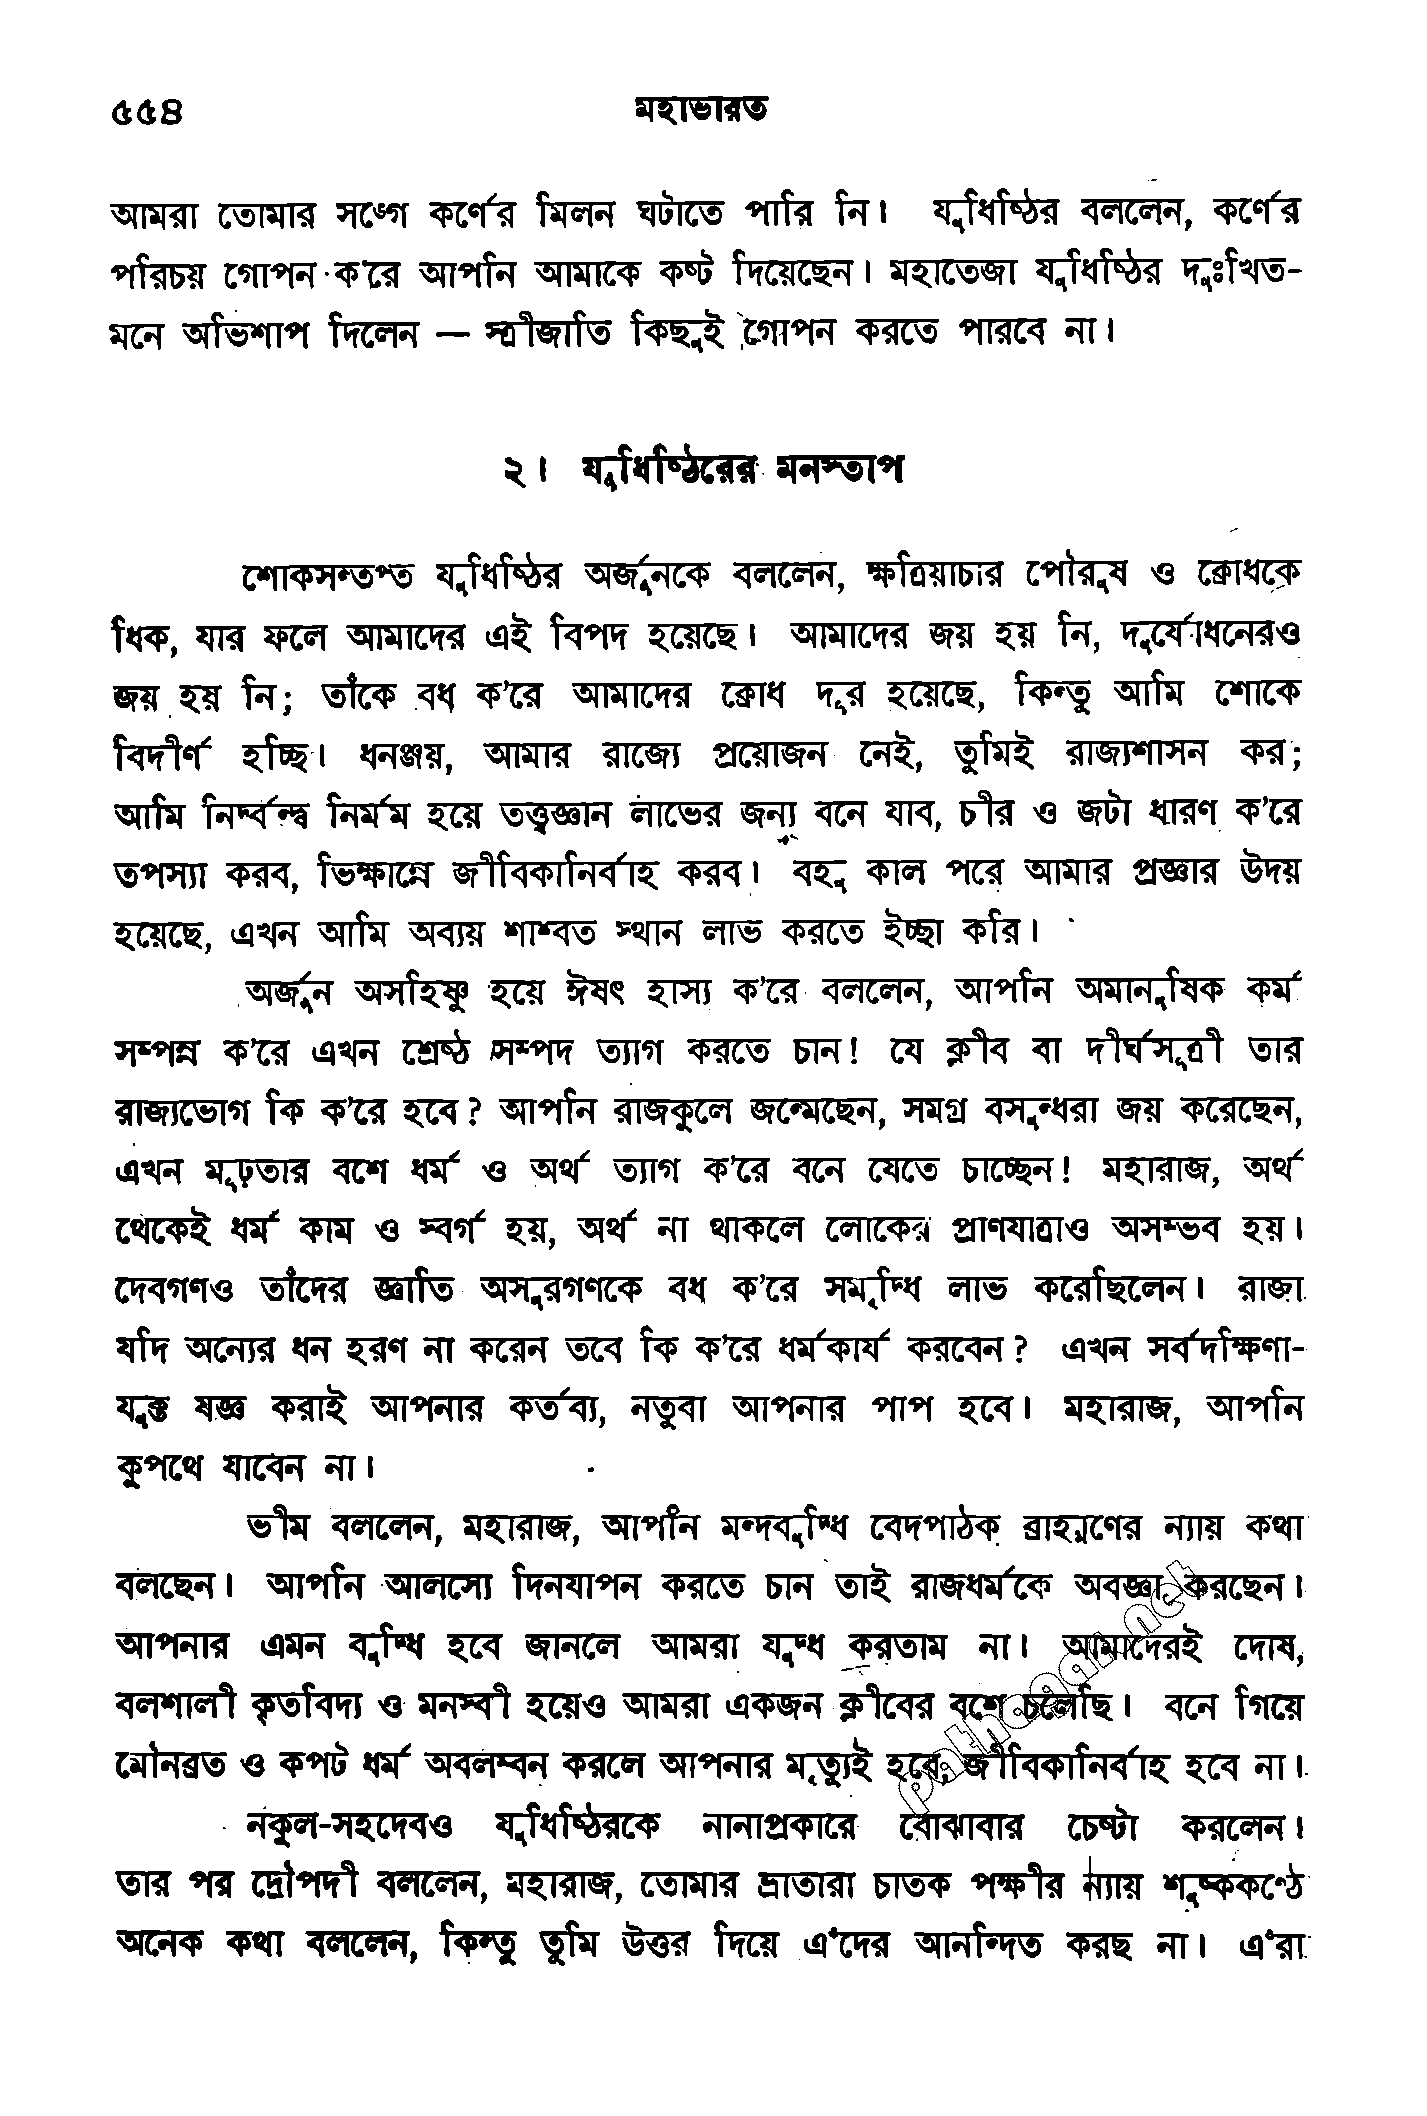 ৫৫৪ মহাভারত
আমরা তোমার সঙ্গে কর্ণের মিলন ঘটাতে পারি নি। যুধিষ্ঠির বললেন, কর্ণের
পরিচয় গোপন ক'রে আপনি আমাকে কষ্ট দিয়েছেন। মহাতেজা যুধিষ্ঠির দুঃখিত-
মনে অভিশাপ দিলেন — স্ত্রীজাতি কিছুই গোপন করতে পারবে না।
২। যুধিষ্ঠিরের মনস্তাপ
শোকসন্তপ্ত যুধিষ্ঠির অর্জুনকে বললেন, ক্ষত্রিয়াচার পৌরুষ ও ক্রোধকে
ধিক, যার ফলে আমাদের এই বিপদ হয়েছে। আমাদের জয় হয় নি, দুর্যোধনেরও
জয় হয় নি; তাঁকে বধ ক'রে আমাদের ক্রোধ দূর হয়েছে, কিন্তু আমি শোকে
বিদীর্ণ হচ্ছি। ধনঞ্জয়, আমার রাজ্যে প্রয়োজন নেই, তুমিই রাজ্যশাসন কর;
আমি নির্দ্বন্দ্ব নির্মম হয়ে তত্ত্বজ্ঞান লাভের জন্য বনে যাব, চীর ও জটা ধারণ ক'রে
তপস্যা করব, ভিক্ষান্নে জীবিকানির্বাহ করব। বহু কাল পরে আমার প্রজ্ঞার উদয়
হয়েছে, এখন আমি অব্যয় শাশ্বত স্থান লাভ করতে ইচ্ছা করি।
অর্জুন অসহিষ্ণু হয়ে ঈষৎ হাস্য ক'রে বললেন, আপনি অমানুষিক কর্ম
সম্পন্ন ক'রে এখন শ্রেষ্ঠ সম্পদ ত্যাগ করতে চান! যে ক্লীব বা দীর্ঘসূত্রী তার
রাজ্যভোগ কি ক'রে হবে? আপনি রাজকুলে জন্মেছেন, সমগ্র বসুন্ধরা জয় করেছেন,
এখন মূঢ়তার বশে ধর্ম ও অর্থ ত্যাগ ক'রে বনে যেতে চাচ্ছেন! মহারাজ, অর্থ
থেকেই ধর্ম কাম ও স্বর্গ হয়, অর্থ না থাকলে লোকের প্রাণযাত্রাও অসম্ভব হয়।
দেবগণও তাঁদের জ্ঞাতি অসুরগণকে বধ ক'রে সমৃদ্ধি লাভ করেছিলেন। রাজা
যদি অন্যের ধন হরণ না করেন তবে কি ক'রে ধর্মকার্য করবেন? এখন সর্বদক্ষিণা-
যুক্ত যজ্ঞ করাই আপনার কর্তব্য, নতুবা আপনার পাপ হবে। মহারাজ, আপনি
কুপথে যাবেন না।
ভীম বললেন, মহারাজ, আপনি মন্দবুদ্ধি বেদপাঠক ব্রাহ্মণের ন্যায় কথা
বলছেন। আপনি আলস্যে দিনযাপন করতে চান তাই রাজধর্মকে অবজ্ঞা করছেন।
আপনার এমন বুদ্ধি হবে জানলে আমরা যুদ্ধ করতাম না। আমাদেরই দোষ,
বলশালী কৃতবিদ্য ও মনস্বী হয়েও আমরা একজন ক্লীবের বশে চলেছি। বনে গিয়ে
মৌনব্রত ও কপট ধর্ম অবলম্বন করলে আপনার মৃত্যুই হবে, জীবিকানির্বাহ হবে না।
নকুল-সহদেবও যুধিষ্ঠিরকে নানাপ্রকারে বোঝাবার চেষ্টা করলেন।
তার পর দ্রৌপদী বললেন, মহারাজ, তোমার ভ্রাতারা চাতক পক্ষীর ন্যায় শুষ্ককণ্ঠে
অনেক কথা বললেন, কিন্তু তুমি উত্তর দিয়ে এঁদের আনন্দিত করছ না। এঁরা
pathagar.net